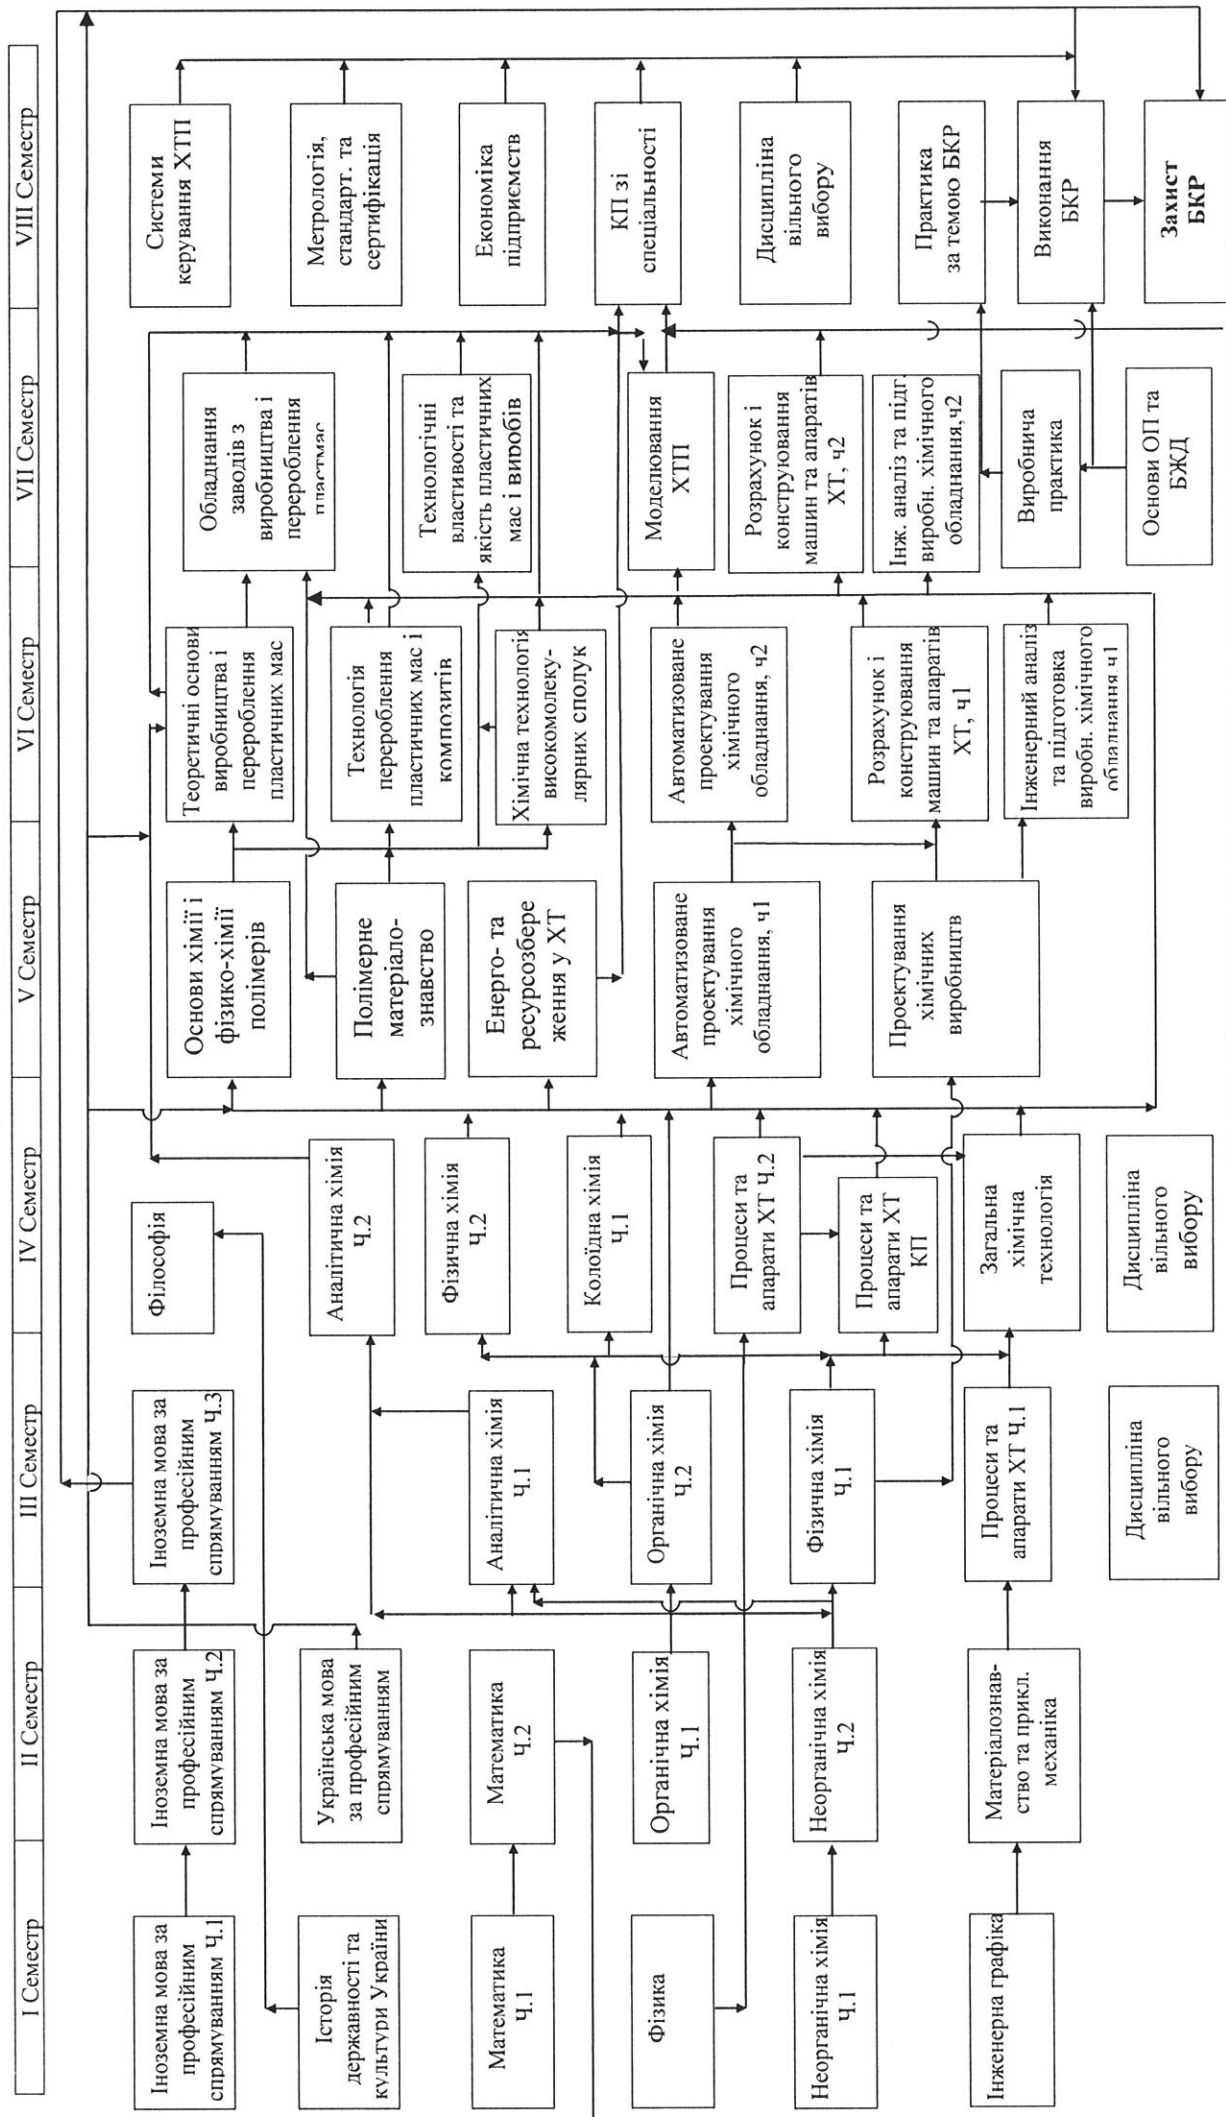 I Семестр
II Семестр
III Семестр
IV Семестр
V Семестр
VI Семестр
VII Семестр
VIII Семестр
Іноземна мова за
професійним
спрямуванням Ч.1
Історія
державності та
культури України
Математика
Ч.1
Фізика
Неорганічна хімія
Ч.1
Інженерна графіка
Іноземна мова за
професійним
спрямуванням Ч.2
Українська мова
за професійним
спрямуванням
Математика
Ч.2
Органічна хімія
Ч.1
Неорганічна хімія
Ч.2
Матеріалознав-
ство та прикл.
механіка
Іноземна мова за
професійним
спрямуванням Ч.3
Аналітична хімія
Ч.1
Органічна хімія
Ч.2
Фізична хімія
Ч.1
Процеси та
апарати ХТ Ч.1
Дисципліна
вільного
вибору
Філософія
Аналітична хімія
Ч.2
Фізична хімія
Ч.2
Колоїдна хімія
Ч.1
Процеси та
апарати ХТ Ч.2
Процеси та
апарати ХТ
КП
Загальна
хімічна
технологія
Дисципліна
вільного
вибору
Основи хімії і
фізико-хімії
полімерів
Полімерне
матеріало-
знавство
Енерго- та
ресурсозбере
ження у ХТ
Автоматизоване
проектування
хімічного
обладнання, ч1
Проектування
хімічних
виробництв
Теоретичні основи
виробництва і
перероблення
пластичних мас
Технологія
перероблення
пластичних мас і
композитів
Хімічна технологія
високомолеку-
лярних сполук
Автоматизоване
проектування
хімічного
обладнання, ч2
Розрахунок і
конструювання
машин та апаратів
ХТ, ч1
Інженерний аналіз
та підготовка
виробн. хімічного
обладнання ч1
Обладнання
заводів з
виробництва і
перероблення
пластмас
Технологічні
властивості та
якість пластичних
мас і виробів
Моделювання
ХТП
Розрахунок і
конструювання
машин та апаратів
ХТ, ч2
Інж. аналіз та підг.
виробн. хімічного
обладнання,ч2
Виробнича
практика
Основи ОП та
БЖД
Системи
керування ХТП
Метрологія,
стандарт. та
сертифікація
Економіка
підприємств
КП зі
спеціальності
Дисципліна
вільного
вибору
Практика
за темою БКР
Виконання
БКР
Захист
БКР